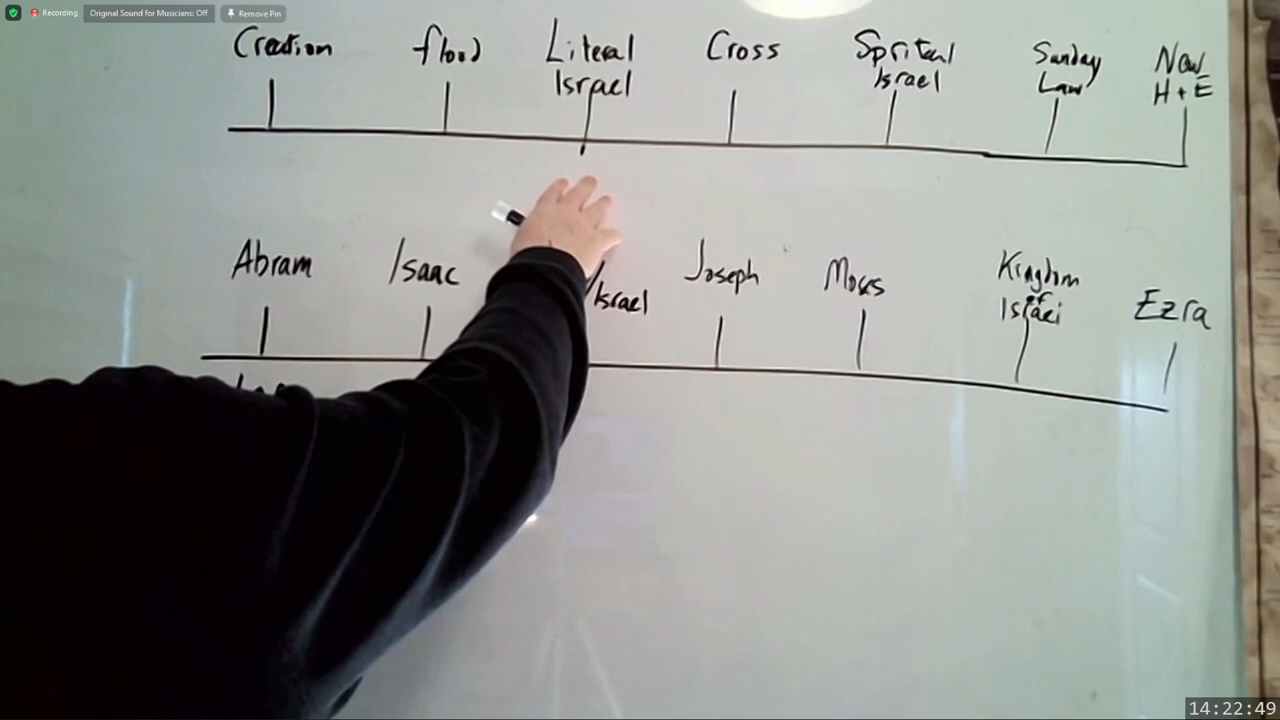 Recording Original Sound for Musicians: Off Remove Pin
Creation flood Literal Cross Spritual Sunday New
Israel Israel Law H + E
Abram Isaac /Israel Joseph Moses Kingdom Ezra
of
Israel
14:22:49